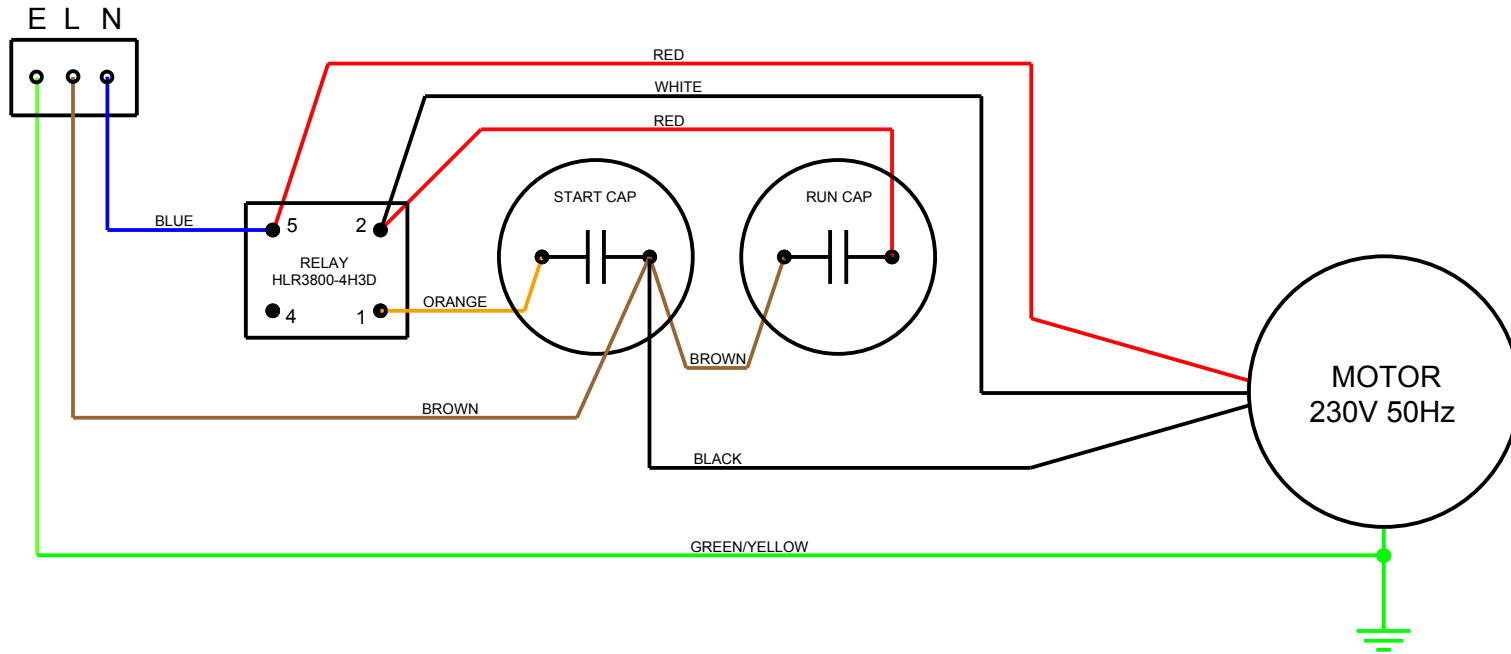 E L N
RED
WHITE
RED
START CAP
RUN CAP
BLUE
5
2
RELAY
HLR3800-4H3D
ORANGE
4
1
BROWN
MOTOR
230V 50Hz
BROWN
BLACK
GREEN/YELLOW